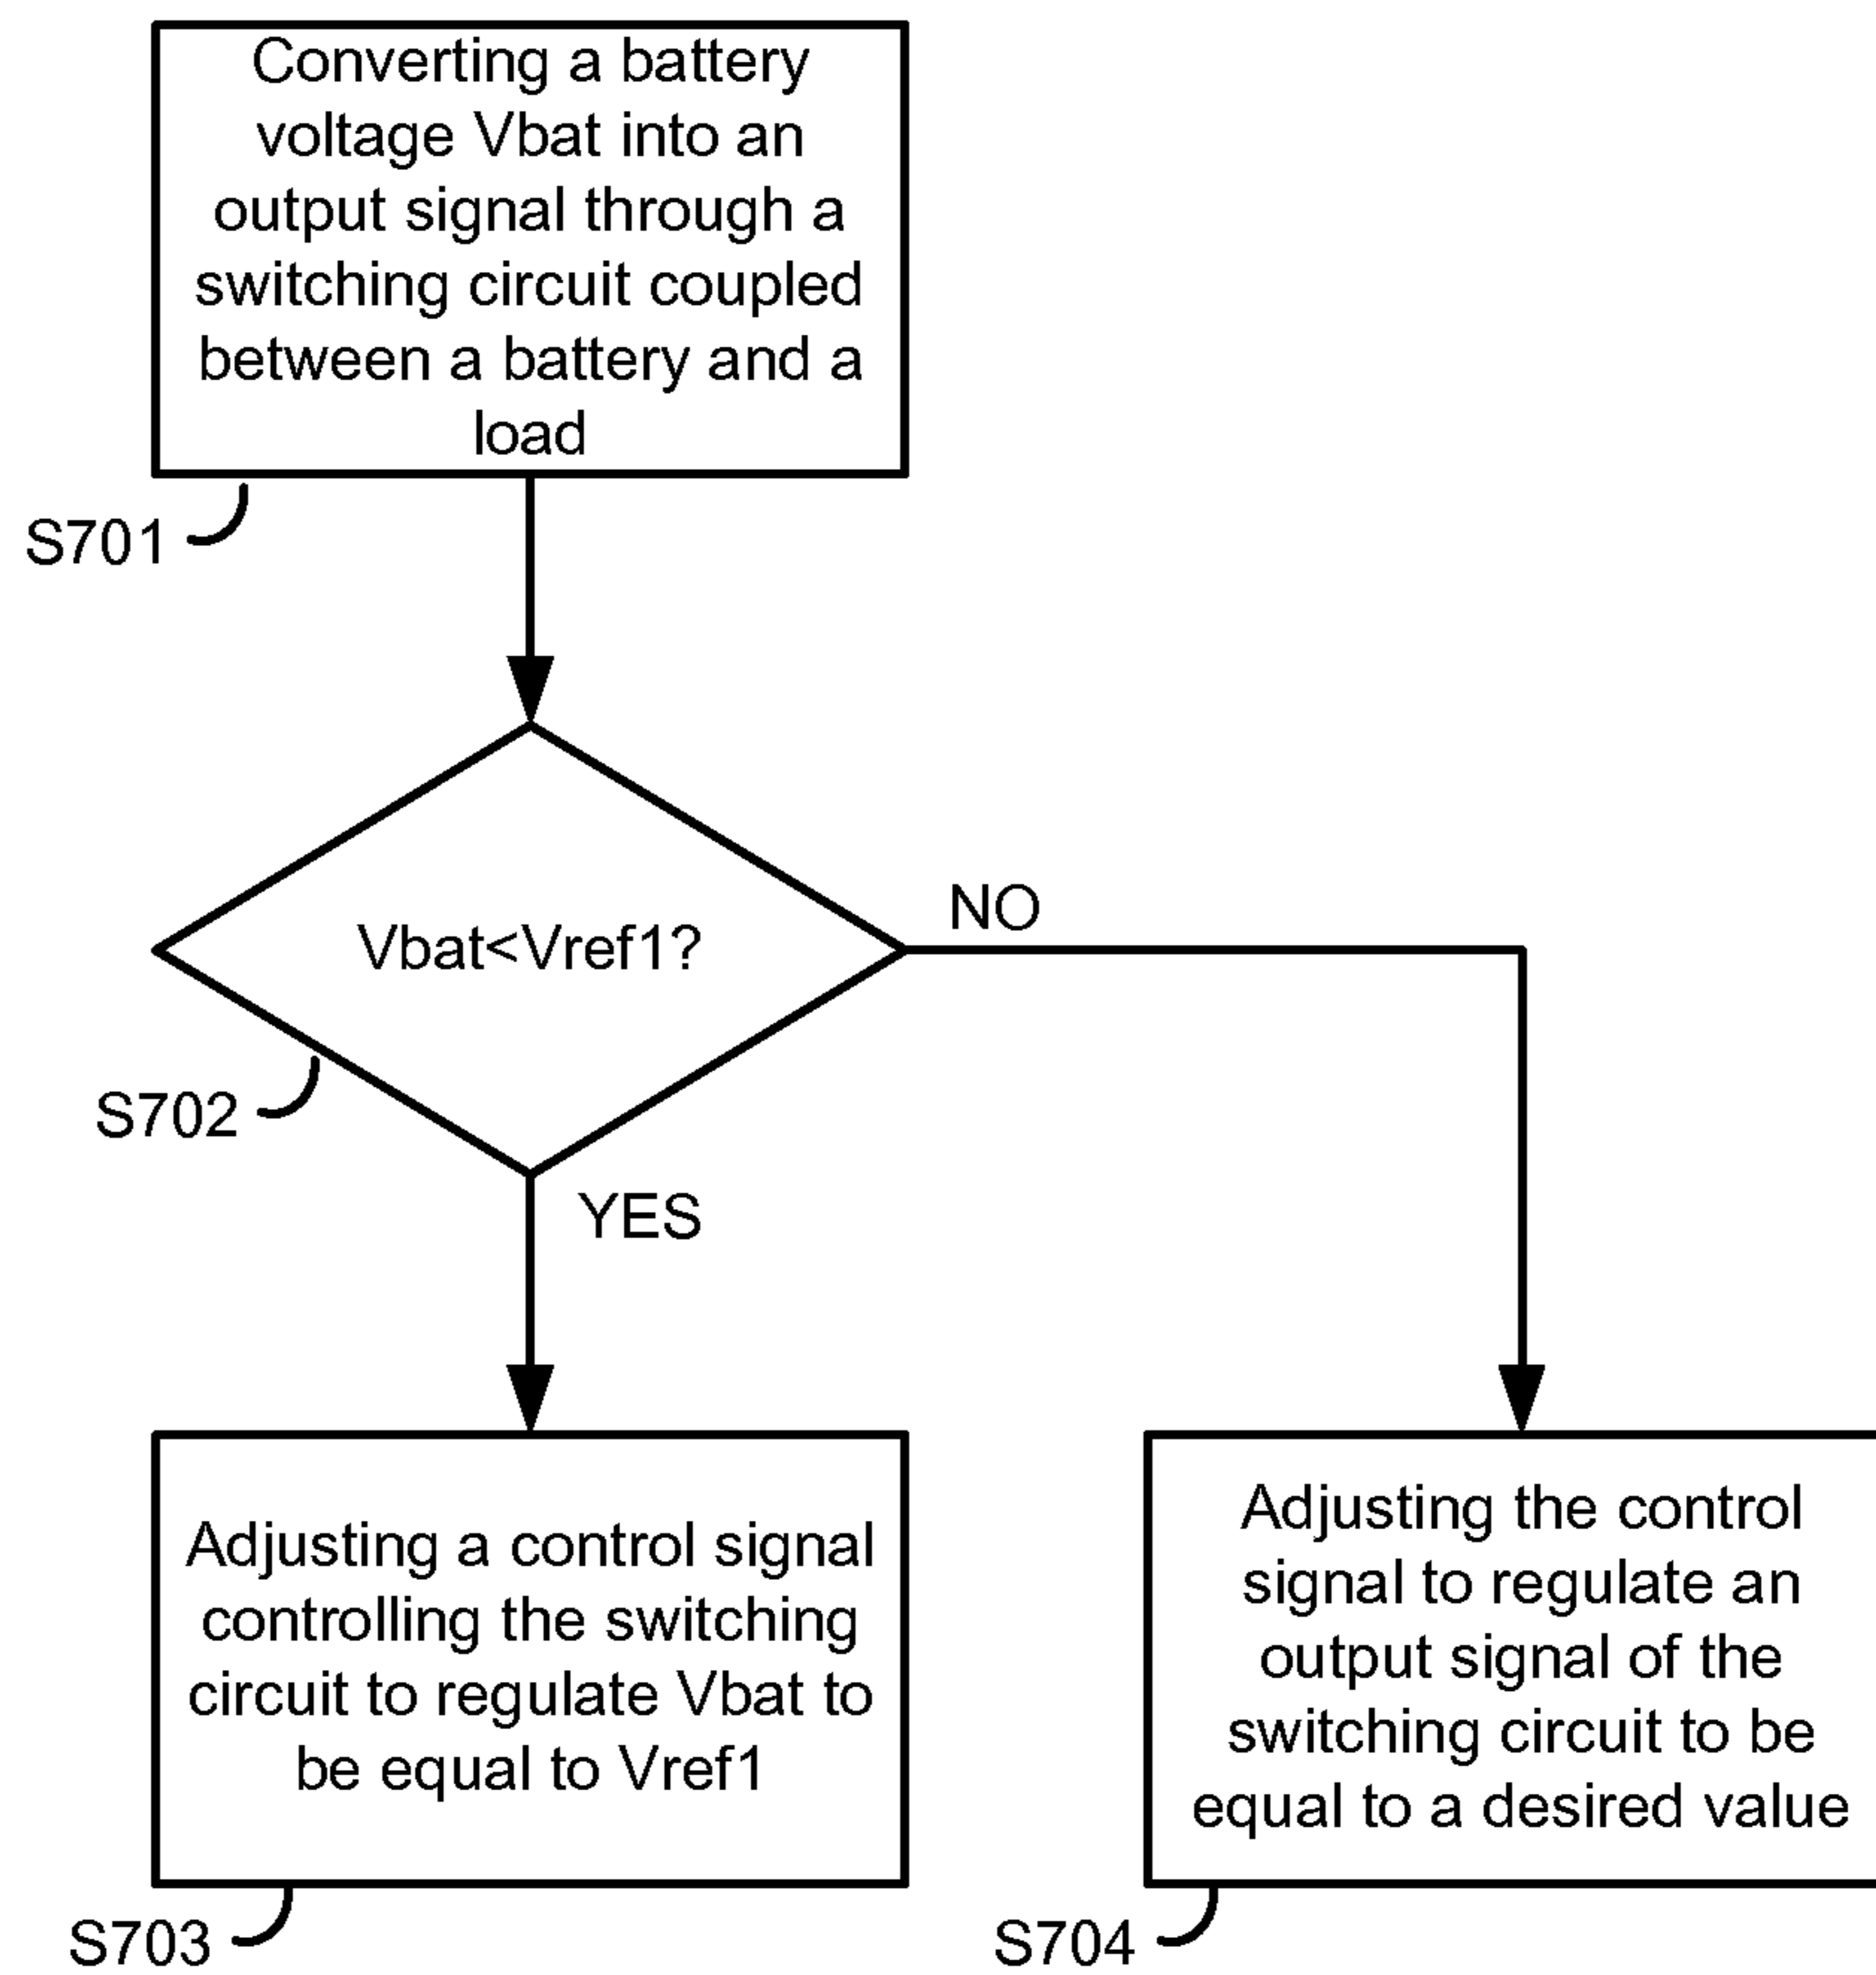 Converting a battery
voltage Vbat into an
output signal through a
switching circuit coupled
between a battery and a
load
S701
Vbat<Vref1?
NO
S702
YES
Adjusting a control signal
controlling the switching
circuit to regulate Vbat to
be equal to Vref1
S703
Adjusting the control
signal to regulate an
output signal of the
switching circuit to be
equal to a desired value
S704